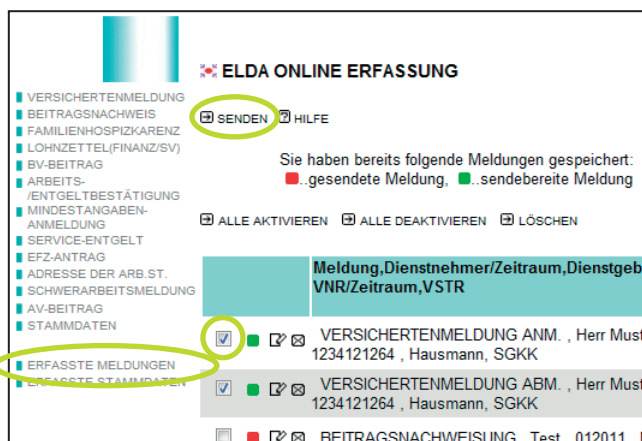 ELDA ONLINE ERFASSUNG
VERSICHERTENMELDUNG
BEITRAGSNACHWEIS
FAMILIENHOSPIZKARENZ
LOHNZETTEL(FINANZ/SV)
BV-BEITRAG
ARBEITS-
/ENTGELTBESTÄTIGUNG
MINDESTANGABEN-
ANMELDUNG
SERVICE-ENTGELT
EFZ-ANTRAG
ADRESSE DER ARB.ST.
SCHWERARBEITSMELDUNG
AV-BEITRAG
STAMMDATEN
ERFASSTE MELDUNGEN
ERFASSTE STAMMDATEN
SENDEN HILFE
Sie haben bereits folgende Meldungen gespeichert:
..gesendete Meldung, ..sendebereite Meldung
ALLE AKTIVIEREN ALLE DEAKTIVIEREN LÖSCHEN
Meldung,Dienstnehmer/Zeitraum,Dienstgeb
VNR/Zeitraum,VSTR
VERSICHERTENMELDUNG ANM. , Herr Must
1234121264 , Hausmann, SGKK
VERSICHERTENMELDUNG ABM. , Herr Must
1234121264 , Hausmann, SGKK
BEITRAGSNACHWEISUNG Test 012011